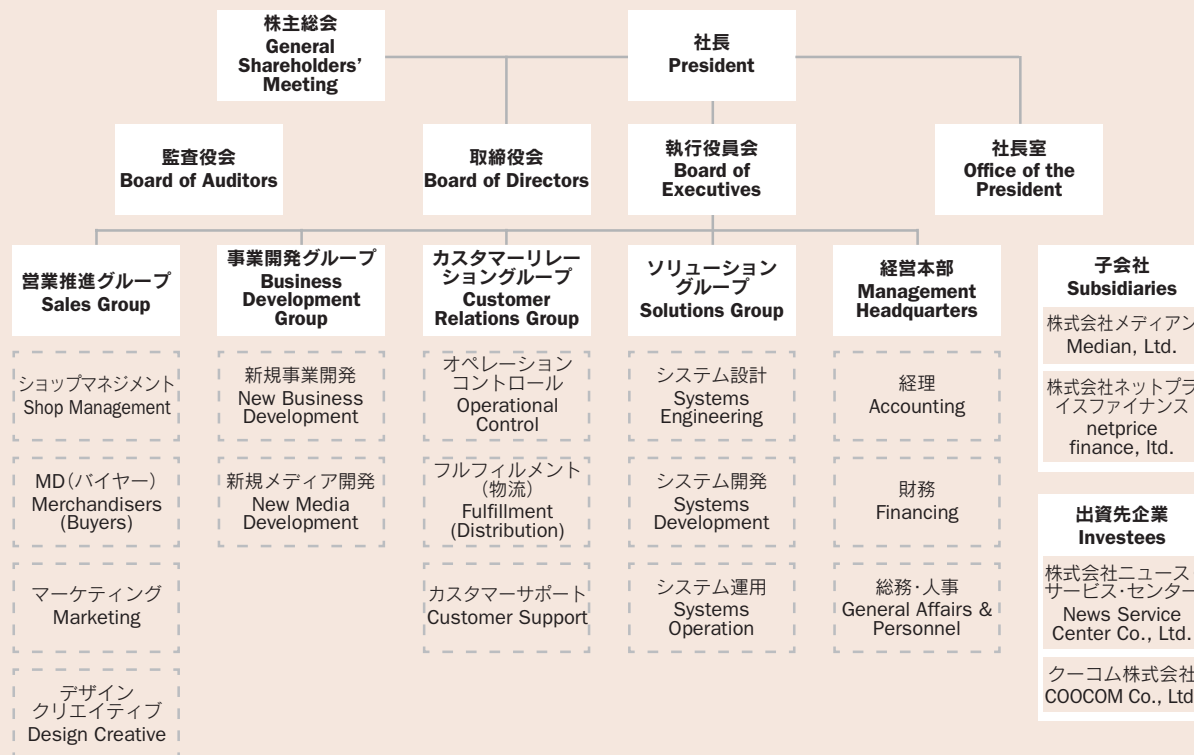 株主総会
General
Shareholders’
Meeting
社長
President
監査役会
Board of Auditors
取締役会
Board of Directors
執行役員会
Board of
Executives
社長室
Office of the
President
営業推進グループ
Sales Group
事業開発グループ
Business
Development
Group
カスタマーリレー
ショングループ
Customer
Relations Group
ソリューション
グループ
Solutions Group
経営本部
Management
Headquarters
子会社
Subsidiaries
株式会社メディアン
Median, Ltd.
株式会社ネットプラ
イスファイナンス
netprice
finance, ltd.
ショップマネジメント
Shop Management
MD（バイヤー）
Merchandisers
(Buyers)
マーケティング
Marketing
デザイン
クリエイティブ
Design Creative
新規事業開発
New Business
Development
新規メディア開発
New Media
Development
オペレーション
コントロール
Operational
Control
フルフィルメント
（物流）
Fulfillment
(Distribution)
カスタマーサポート
Customer Support
システム設計
Systems
Engineering
システム開発
Systems
Development
システム運用
Systems
Operation
経理
Accounting
財務
Financing
総務・人事
General Affairs &
Personnel
出資先企業
Investees
株式会社ニュース
サービス・センター
News Service
Center Co., Ltd.
クーコム株式会社
COOCOM Co., Ltd